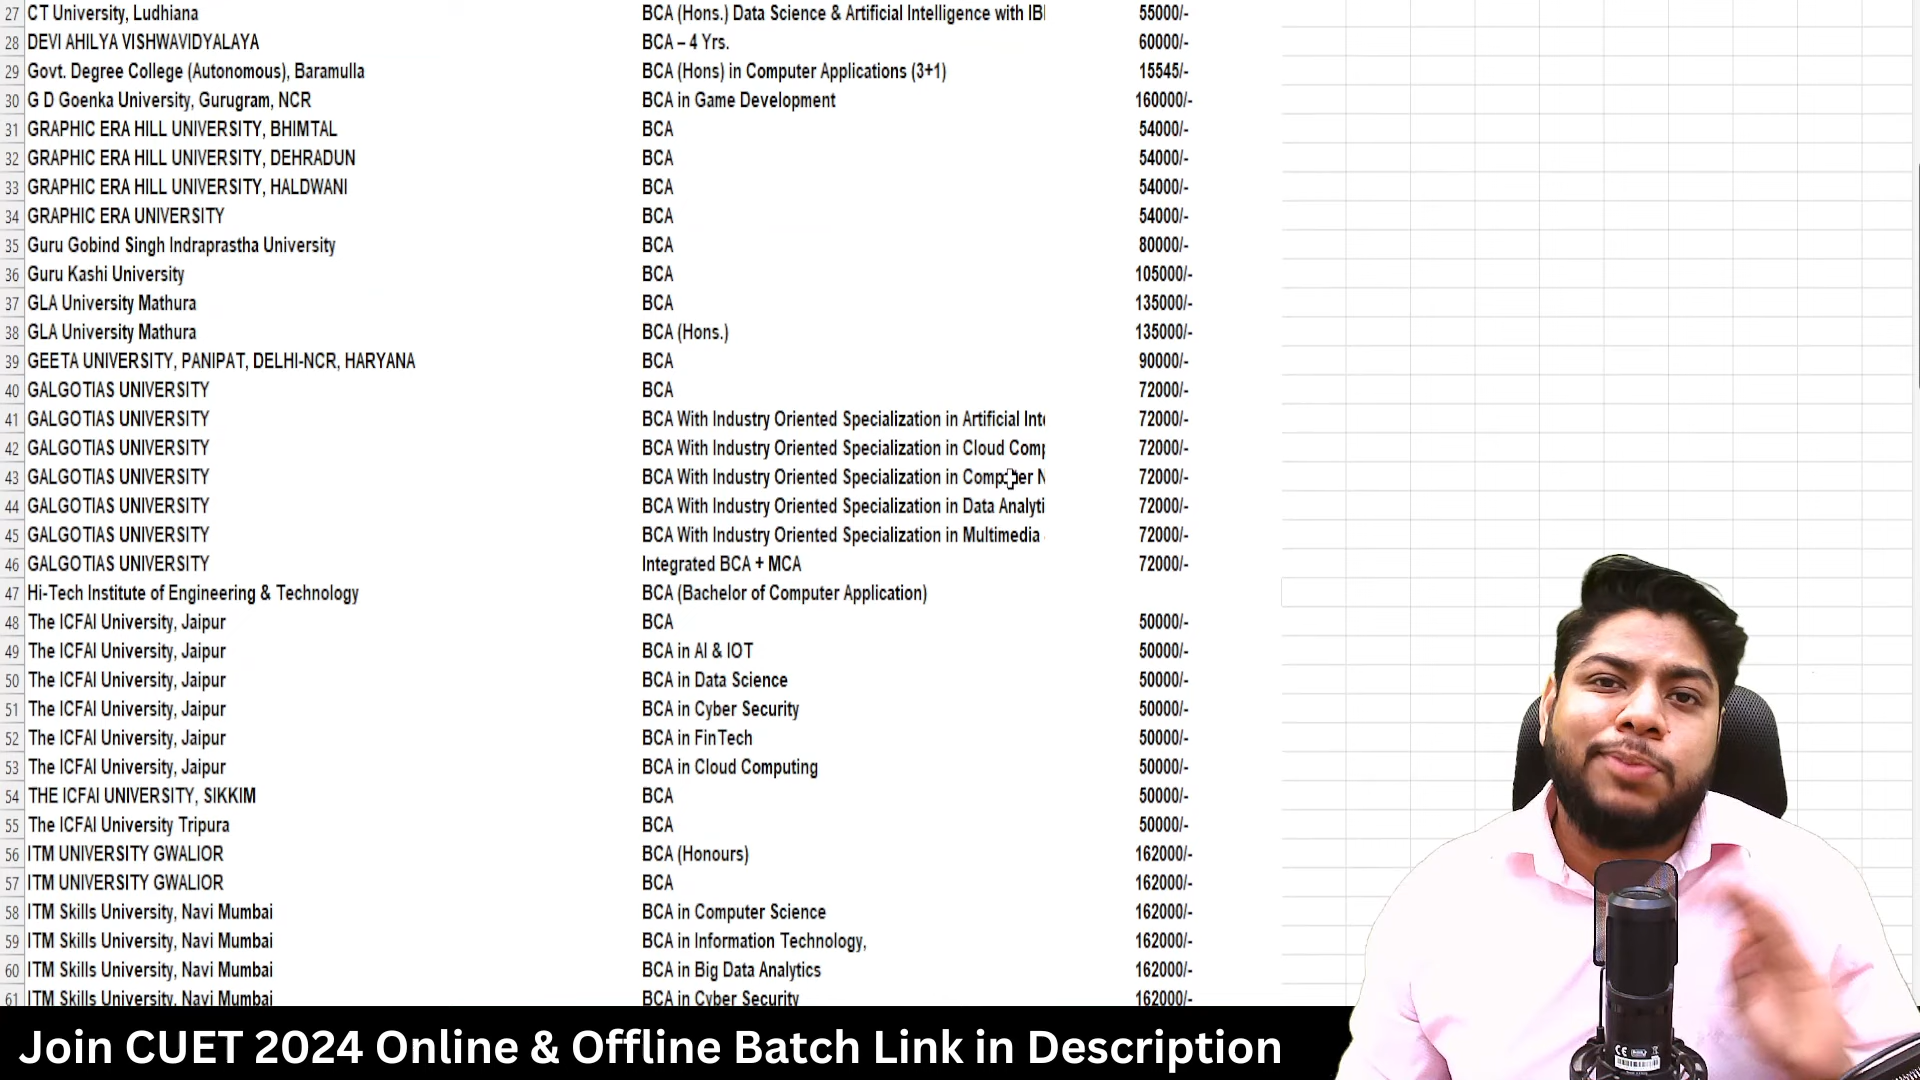 27 CT University, Ludhiana BCA (Hons.) Data Science & Artificial Intelligence with IB 55000/-
28 DEVI AHILYA VISHWAVIDYALAYA BCA – 4 Yrs. 60000/-
29 Govt. Degree College (Autonomous), Baramulla BCA (Hons) in Computer Applications (3+1) 15545/-
30 G D Goenka University, Gurugram, NCR BCA in Game Development 160000/-
31 GRAPHIC ERA HILL UNIVERSITY, BHIMTAL BCA 54000/-
32 GRAPHIC ERA HILL UNIVERSITY, DEHRADUN BCA 54000/-
33 GRAPHIC ERA HILL UNIVERSITY, HALDWANI BCA 54000/-
34 GRAPHIC ERA UNIVERSITY BCA 54000/-
35 Guru Gobind Singh Indraprastha University BCA 80000/-
36 Guru Kashi University BCA 105000/-
37 GLA University Mathura BCA 135000/-
38 GLA University Mathura BCA (Hons.) 135000/-
39 GEETA UNIVERSITY, PANIPAT, DELHI-NCR, HARYANA BCA 90000/-
40 GALGOTIAS UNIVERSITY BCA 72000/-
41 GALGOTIAS UNIVERSITY BCA With Industry Oriented Specialization in Artificial Inte 72000/-
42 GALGOTIAS UNIVERSITY BCA With Industry Oriented Specialization in Cloud Comp 72000/-
43 GALGOTIAS UNIVERSITY BCA With Industry Oriented Specialization in Computer N 72000/-
44 GALGOTIAS UNIVERSITY BCA With Industry Oriented Specialization in Data Analyti 72000/-
45 GALGOTIAS UNIVERSITY BCA With Industry Oriented Specialization in Multimedia 72000/-
46 GALGOTIAS UNIVERSITY Integrated BCA + MCA 72000/-
47 Hi-Tech Institute of Engineering & Technology BCA (Bachelor of Computer Application)
48 The ICFAI University, Jaipur BCA 50000/-
49 The ICFAI University, Jaipur BCA in AI & IOT 50000/-
50 The ICFAI University, Jaipur BCA in Data Science 50000/-
51 The ICFAI University, Jaipur BCA in Cyber Security 50000/-
52 The ICFAI University, Jaipur BCA in FinTech 50000/-
53 The ICFAI University, Jaipur BCA in Cloud Computing 50000/-
54 THE ICFAI UNIVERSITY, SIKKIM BCA 50000/-
55 The ICFAI University Tripura BCA 50000/-
56 ITM UNIVERSITY GWALIOR BCA (Honours) 162000/-
57 ITM UNIVERSITY GWALIOR BCA 162000/-
58 ITM Skills University, Navi Mumbai BCA in Computer Science 162000/-
59 ITM Skills University, Navi Mumbai BCA in Information Technology, 162000/-
60 ITM Skills University, Navi Mumbai BCA in Big Data Analytics 162000/-
61 ITM Skills University, Navi Mumbai BCA in Cyber Security 162000/-
Join CUET 2024 Online & Offline Batch Link in Description